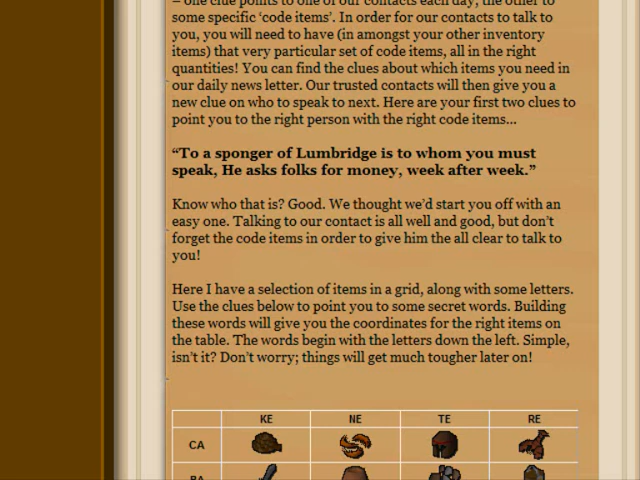 – one clue points to one of our contacts each day, the other to
some specific ‘code items’. In order for our contacts to talk to
you, you will need to have (in amongst your other inventory
items) that very particular set of code items, all in the right
quantities! You can find the clues about which items you need in
our daily news letter. Our trusted contacts will then give you a
new clue on who to speak to next. Here are your first two clues to
point you to the right person with the right code items...
“To a sponger of Lumbridge is to whom you must
speak, He asks folks for money, week after week.”
Know who that is? Good. We thought we’d start you off with an
easy one. Talking to our contact is all well and good, but don’t
forget the code items in order to give him the all clear to talk to
you!
Here I have a selection of items in a grid, along with some letters.
Use the clues below to point you to some secret words. Building
these words will give you the coordinates for the right items on
the table. The words begin with the letters down the left. Simple,
isn’t it? Don’t worry; things will get much tougher later on!
KE NE TE RE
CA